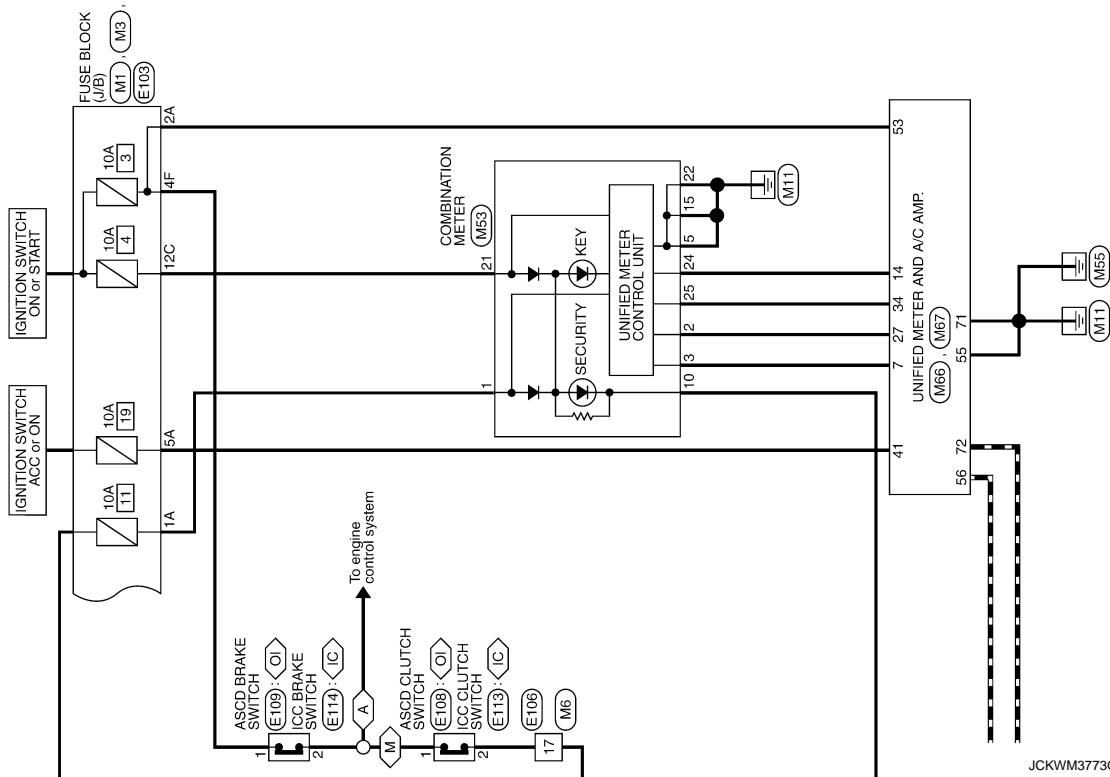 IGNITION SWITCH
ON or START
IGNITION SWITCH
ACC or ON
FUSE BLOCK
(J/B)
M1 , M3 ,
E103
10A
3
10A
4
10A
19
10A
11
2A
4F
12C
5A
1A
COMBINATION
METER
M53
21
1
KEY
SECURITY
UNIFIED METER
CONTROL UNIT
22
15
5
24
25
2
3
10
M11
53
14
34
27
7
41
UNIFIED METER AND A/C AMP.
M66 , M67
71
55
72
56
M55
M11
To engine
control system
ASCD BRAKE
SWITCH
E109 : OI
ICC BRAKE
SWITCH
E114 : IC
1
2
A
M
ASCD CLUTCH
SWITCH
E108 : OI
ICC CLUTCH
SWITCH
E113 : IC
1
2
E106
17
M6